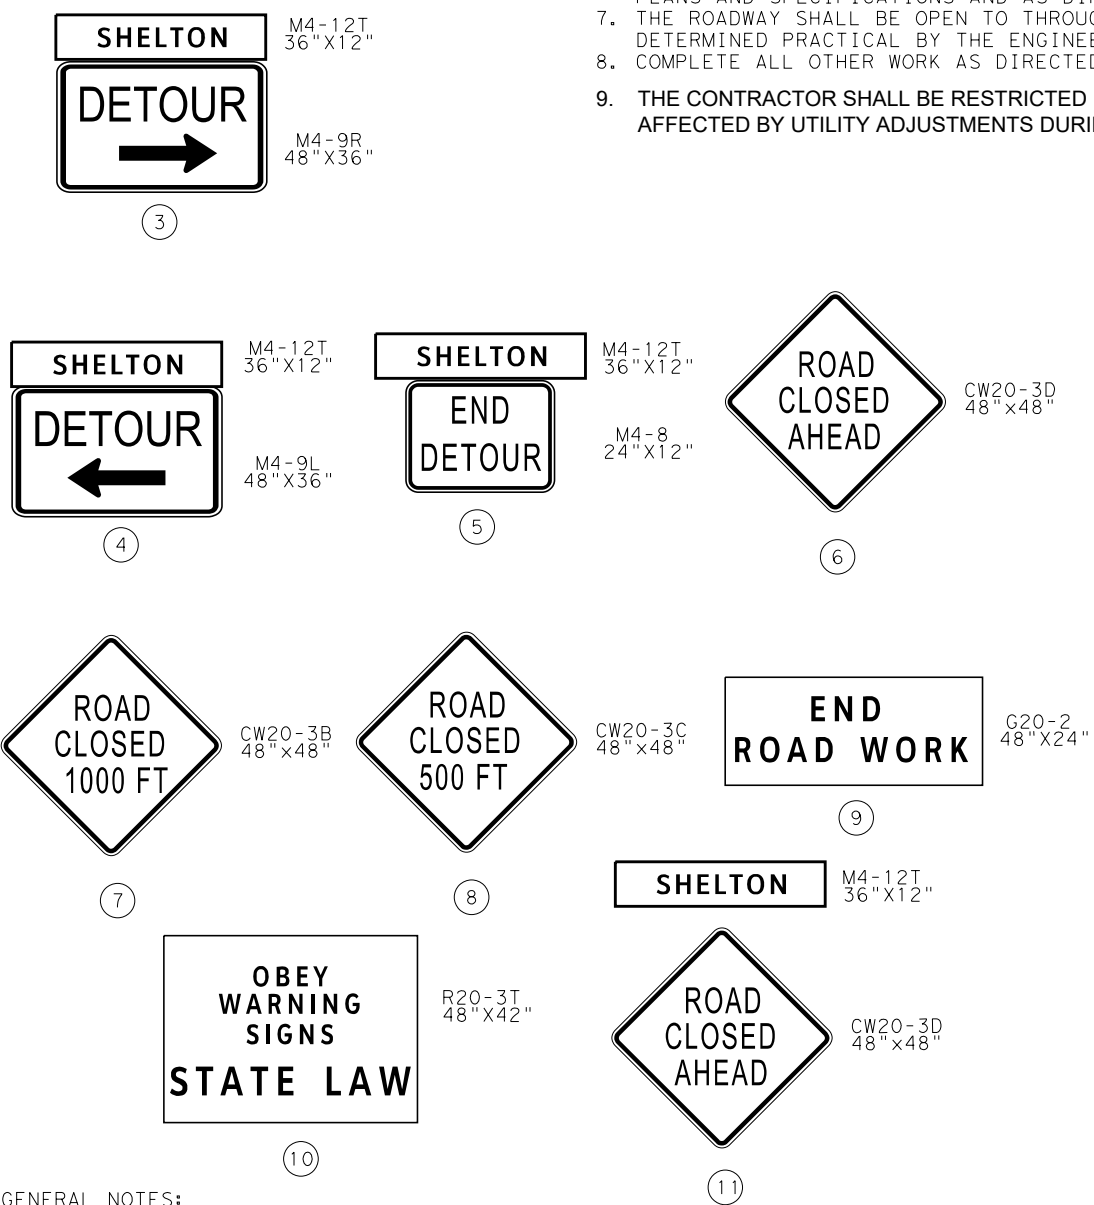 PLANS AND SPECIFICATIONS AND AS
7. THE ROADWAY SHALL BE OPEN TO
DETERMINED PRACTICAL BY THE
8. COMPLETE ALL OTHER WORK AS DIRECTED
9. THE CONTRACTOR SHALL BE RESTRICTED
AFFECTED BY UTILITY ADJUSTMENTS
SHELTON
M4-12T
36"X12"
DETOUR
M4-9R
48"X36"
3
SHELTON
M4-12T
36"X12"
DETOUR
M4-9L
48"X36"
4
SHELTON
M4-12T
36"X12"
END
DETOUR
M4-8
24"X12"
5
ROAD
CLOSED
AHEAD
CW20-3D
48"x48"
6
ROAD
CLOSED
1000 FT
CW20-3B
48"x48"
7
ROAD
CLOSED
500 FT
CW20-3C
48"x48"
8
END
ROAD WORK
G20-2
48"X24"
9
OBEY
WARNING
SIGNS
STATE LAW
R20-3T
48"X42"
10
SHELTON
M4-12T
36"X12"
ROAD
CLOSED
AHEAD
CW20-3D
48"x48"
11
GENERAL NOTES: